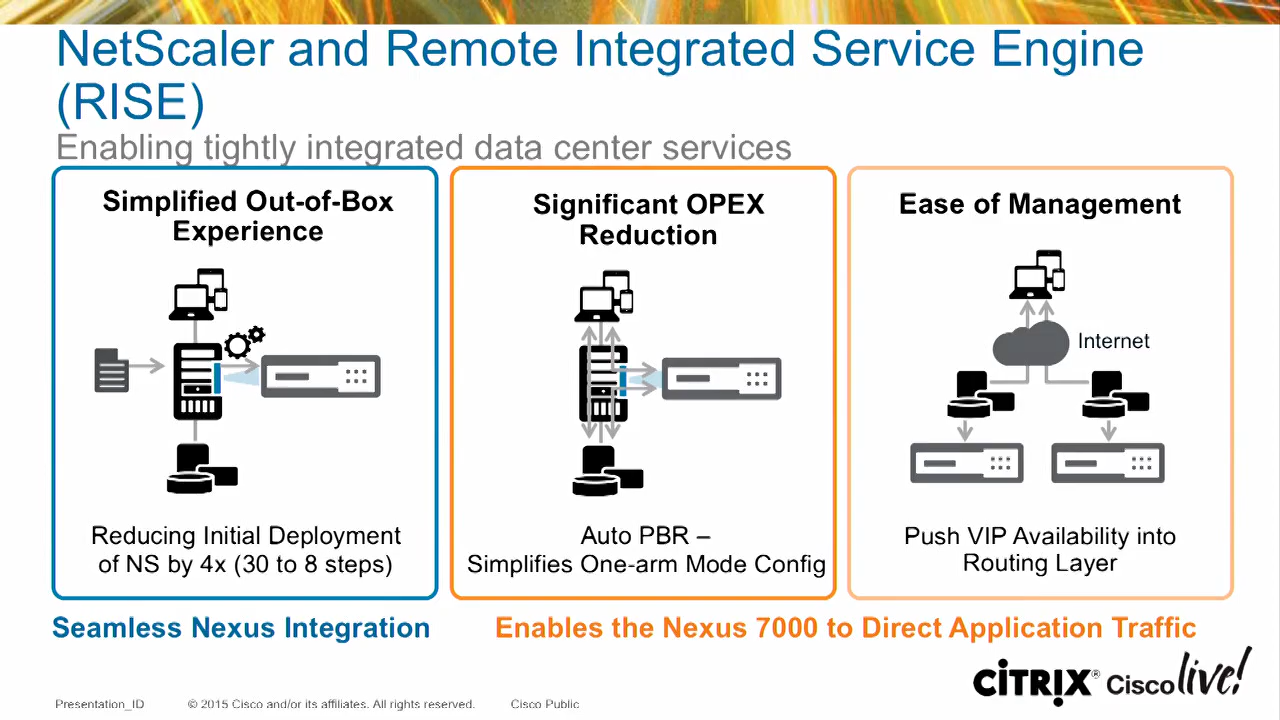 NetScaler and Remote Integrated Service Engine
(RISE)
Enabling tightly integrated data center services
Simplified Out-of-Box
Experience
Reducing Initial Deployment
of NS by 4x (30 to 8 steps)
Significant OPEX
Reduction
Auto PBR –
Simplifies One-arm Mode Config
Ease of Management
Internet
Push VIP Availability into
Routing Layer
Seamless Nexus Integration
Enables the Nexus 7000 to Direct Application Traffic
CİTRIX® Cisco live!
Presentation_ID © 2015 Cisco and/or its affiliates. All rights reserved. Cisco Public